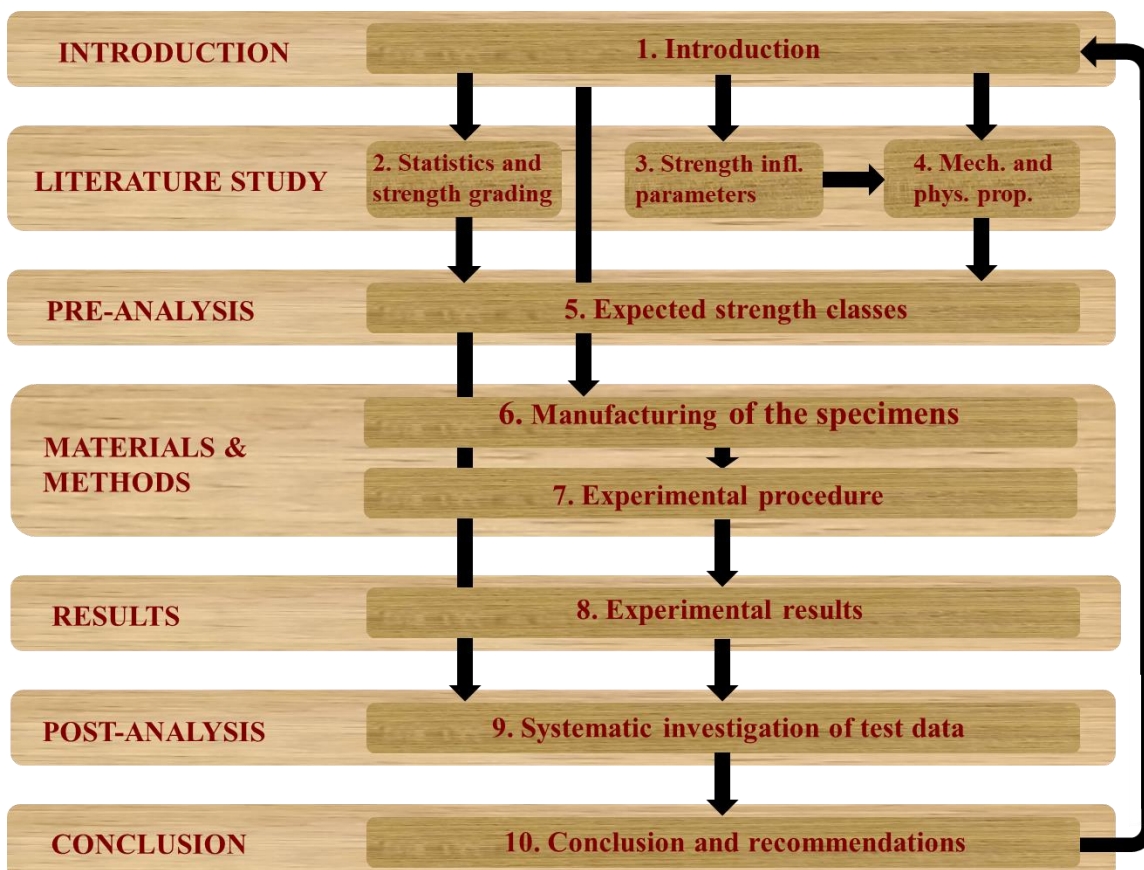 INTRODUCTION
1. Introduction
LITERATURE STUDY
2. Statistics and
strength grading
3. Strength infl.
parameters
4. Mech. and
phys. prop.
PRE-ANALYSIS
5. Expected strength classes
MATERIALS &
METHODS
6. Manufacturing of the specimens
7. Experimental procedure
RESULTS
8. Experimental results
POST-ANALYSIS
9. Systematic investigation of test data
CONCLUSION
10. Conclusion and recommendations